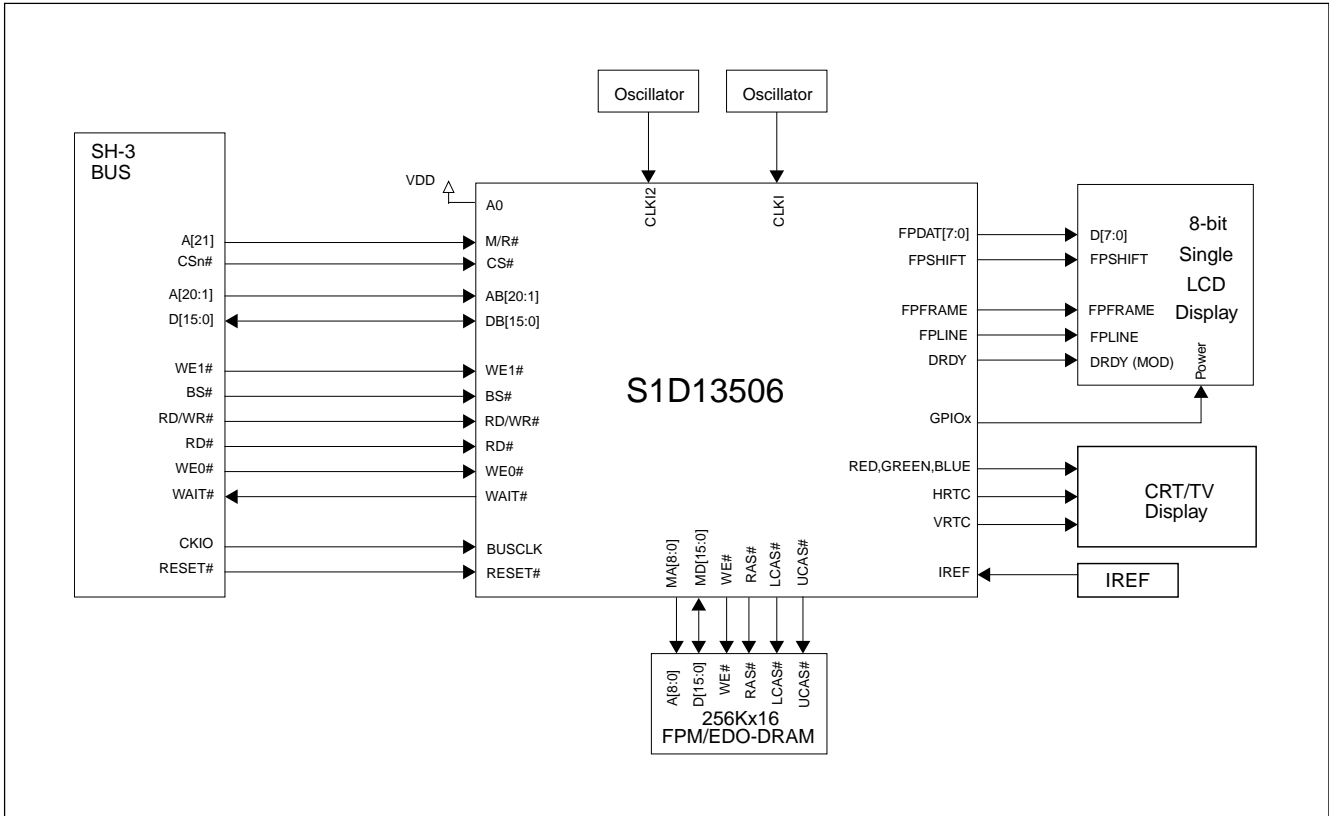 Oscillator
Oscillator
SH-3
BUS
VDD
A0
CLKI2
CLKI
A[21]
M/R#
CSn#
CS#
A[20:1]
AB[20:1]
D[15:0]
DB[15:0]
WE1#
WE1#
BS#
BS#
RD/WR#
RD/WR#
RD#
RD#
WE0#
WE0#
WAIT#
WAIT#
CKIO
BUSCLK
RESET#
RESET#
S1D13506
FPDAT[7:0]
FPSHIFT
FPFRAME
FPLINE
DRDY
GPIOx
RED,GREEN,BLUE
HRTC
VRTC
IREF
D[7:0]
FPSHIFT
FPFRAME
FPLINE
DRDY (MOD)
8-bit
Single
LCD
Display
Power
CRT/TV
Display
IREF
MA[8:0]
MD[15:0]
WE#
RAS#
LCAS#
UCAS#
A[8:0]
D[15:0]
WE#
RAS#
LCAS#
UCAS#
256Kx16
FPM/EDO-DRAM